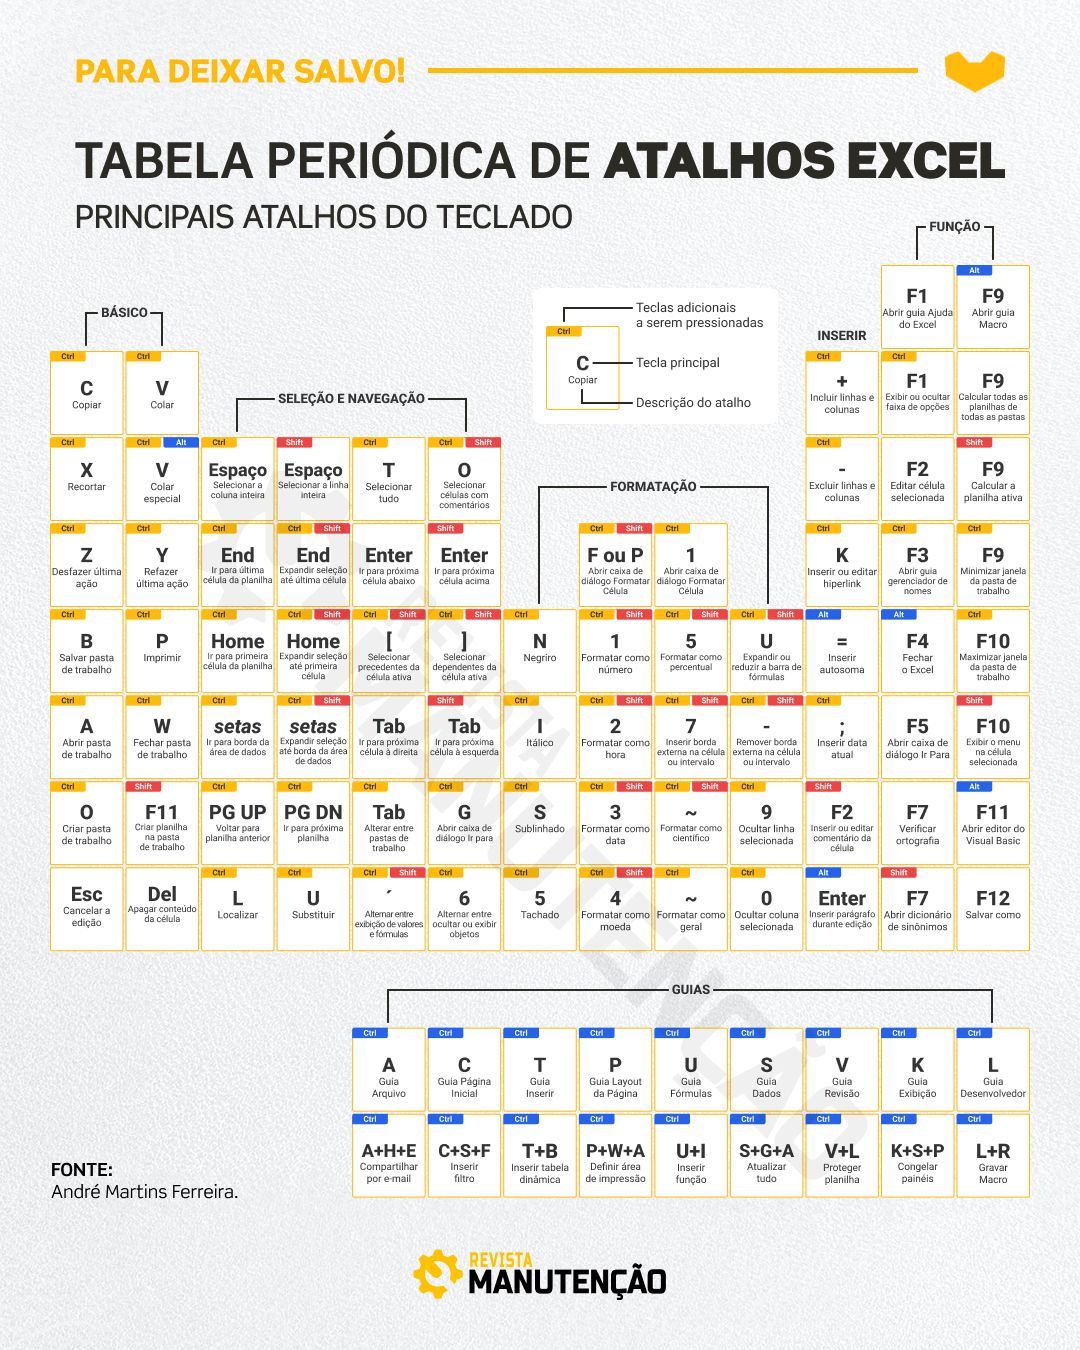 PARA DEIXAR SALVO!
TABELA PERIÓDICA DE ATALHOS EXCEL
PRINCIPAIS ATALHOS DO TECLADO
FUNÇÃO
F1
Abrir guia Ajuda
do Excel
Alt
F9
Abrir guia
Macro
BÁSICO
Ctrl
C
Copiar
Teclas adicionais
a serem pressionadas
Tecla principal
Descrição do atalho
INSERIR
Ctrl
C
Copiar
Ctrl
V
Colar
Ctrl
+
Incluir linhas e
colunas
Ctrl
F1
Exibir ou ocultar
faixa de opções
F9
Calcular todas as
planilhas de
todas as pastas
SELEÇÃO E NAVEGAÇÃO
Ctrl
X
Recortar
Ctrl Alt
V
Colar
especial
Ctrl
Espaço
Selecionar a
coluna inteira
Shift
Espaço
Selecionar a linha
inteira
Ctrl
T
Selecionar
tudo
Ctrl Shift
O
Selecionar
células com
comentários
Ctrl
-
Excluir linhas e
colunas
F2
Editar célula
selecionada
Shift
F9
Calcular a
planilha ativa
FORMATAÇÃO
Ctrl
Z
Desfazer última
ação
Ctrl
Y
Refazer
última ação
Ctrl
End
Ir para última
célula da planilha
Ctrl Shift
End
Expandir seleção
até última célula
Enter
Ir para próxima
célula abaixo
Shift
Enter
Ir para próxima
célula acima
Ctrl Shift
F ou P
Abrir caixa de
diálogo Formatar
Célula
Ctrl
1
Abrir caixa de
diálogo Formatar
Célula
Ctrl
K
Inserir ou editar
hiperlink
Ctrl
F3
Abrir guia
gerenciador de
nomes
Ctrl
F9
Minimizar janela
da pasta de
trabalho
Ctrl
B
Salvar pasta
de trabalho
Ctrl
P
Imprimir
Ctrl
Home
Ir para primeira
célula da planilha
Ctrl Shift
Home
Expandir seleção
até primeira
célula
Ctrl Shift
[
Selecionar
precedentes da
célula ativa
Ctrl Shift
]
Selecionar
dependentes da
célula ativa
Ctrl
N
Negriro
Ctrl Shift
1
Formatar como
número
Ctrl Shift
5
Formatar como
percentual
Ctrl Shift
U
Expandir ou
reduzir a barra de
fórmulas
Alt
=
Inserir
autosoma
Alt
F4
Fechar
o Excel
Ctrl
F10
Maximizar janela
da pasta de
trabalho
Ctrl
A
Abrir pasta
de trabalho
Ctrl
W
Fechar pasta
de trabalho
Ctrl
setas
Ir para borda da
área de dados
Ctrl Shift
setas
Expandir seleção
até borda da área
de dados
Tab
Ir para próxima
célula à direita
Shift
Tab
Ir para próxima
célula à esquerda
Ctrl
I
Itálico
Ctrl Shift
2
Formatar como
hora
Ctrl Shift
7
Inserir borda
externa na célula
ou intervalo
Ctrl Shift
-
Remover borda
externa na célula
ou intervalo
Ctrl
;
Inserir data
atual
F5
Abrir caixa de
diálogo Ir Para
Shift
F10
Exibir o menu
na célula
selecionada
Ctrl
O
Criar pasta
de trabalho
Shift
F11
Criar planilha
na pasta
de trabalho
Ctrl
PG UP
Voltar para
planilha anterior
Ctrl
PG DN
Ir para próxima
planilha
Ctrl
Tab
Alterar entre
pastas de
trabalho
Ctrl
G
Abrir caixa de
diálogo Ir para
Ctrl
S
Sublinhado
Ctrl Shift
3
Formatar como
data
Ctrl Shift
~
Formatar como
científico
Ctrl
9
Ocultar linha
selecionada
Shift
F2
Inserir ou editar
comentário da
célula
F7
Verificar
ortografia
Alt
F11
Abrir editor do
Visual Basic
Esc
Cancelar a
edição
Del
Apagar conteúdo
da célula
Ctrl
L
Localizar
Ctrl
U
Substituir
Ctrl Shift
´
Alternar entre
exibição de valores
e fórmulas
Ctrl
6
Alternar entre
ocultar ou exibir
objetos
Ctrl
5
Tachado
Ctrl Shift
4
Formatar como
moeda
Ctrl
~
Formatar como
geral
Ctrl
0
Ocultar coluna
selecionada
Alt
Enter
Inserir parágrafo
durante edição
Shift
F7
Abrir dicionário
de sinônimos
F12
Salvar como
GUIAS
Ctrl
A
Guia
Arquivo
Ctrl
C
Guia Página
Inicial
Ctrl
T
Guia
Inserir
Ctrl
P
Guia Layout
da Página
Ctrl
U
Guia
Fórmulas
Ctrl
S
Guia
Dados
Ctrl
V
Guia
Revisão
Ctrl
K
Guia
Exibição
Ctrl
L
Guia
Desenvolvedor
Ctrl
A+H+E
Compartilhar
por e-mail
Ctrl
C+S+F
Inserir
filtro
Ctrl
T+B
Inserir tabela
dinâmica
Ctrl
P+W+A
Definir área
de impressão
Ctrl
U+I
Inserir
função
Ctrl
S+G+A
Atualizar
tudo
Ctrl
V+L
Proteger
planilha
Ctrl
K+S+P
Congelar
painéis
Ctrl
L+R
Gravar
Macro
FONTE:
André Martins Ferreira.
REVISTA
MANUTENÇÃO
REVISTA
MANUTENÇÃO